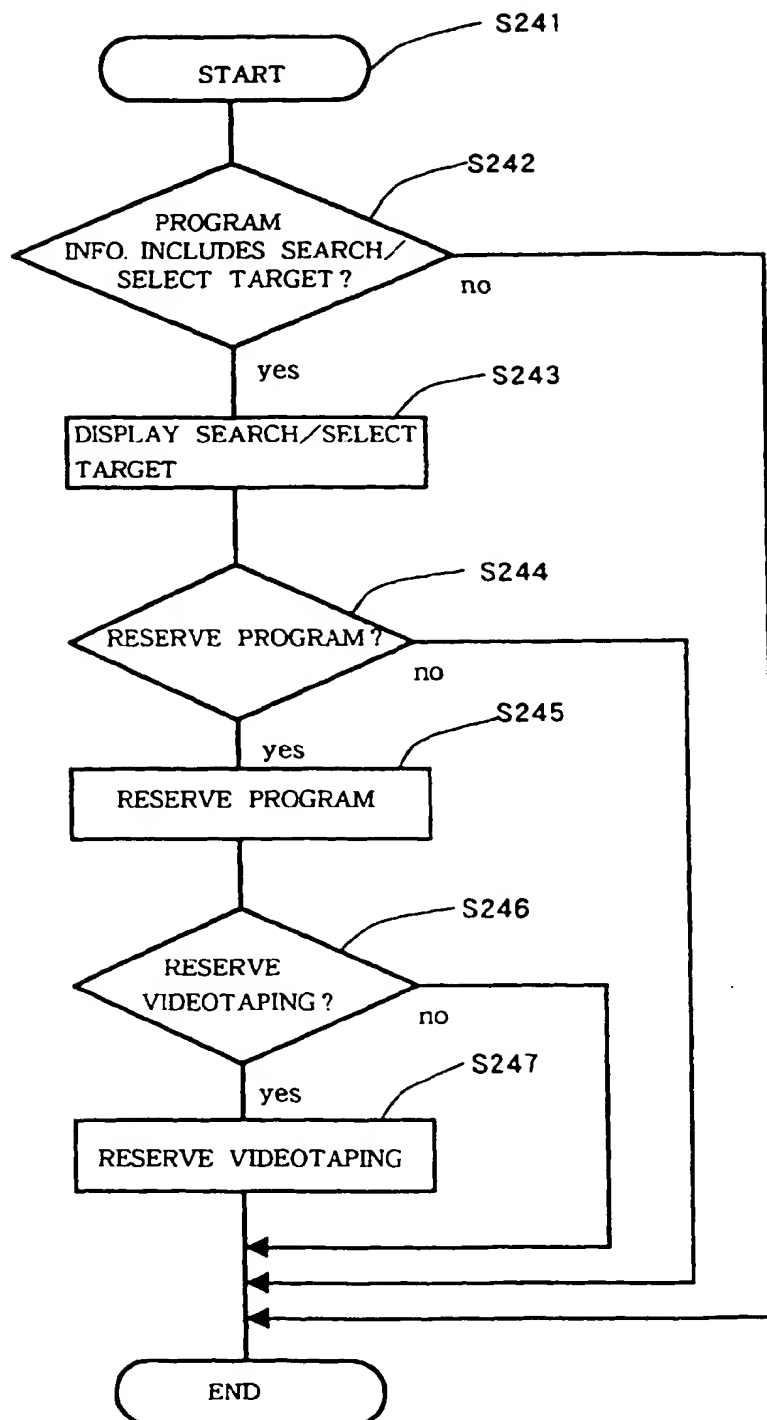 S241
START
S242
PROGRAM
INFO. INCLUDES SEARCH/
SELECT TARGET?
no
yes
S243
DISPLAY SEARCH/SELECT
TARGET
S244
RESERVE PROGRAM?
no
S245
yes
RESERVE PROGRAM
S246
RESERVE
VIDEOTAPING?
no
S247
yes
RESERVE VIDEOTAPING
END